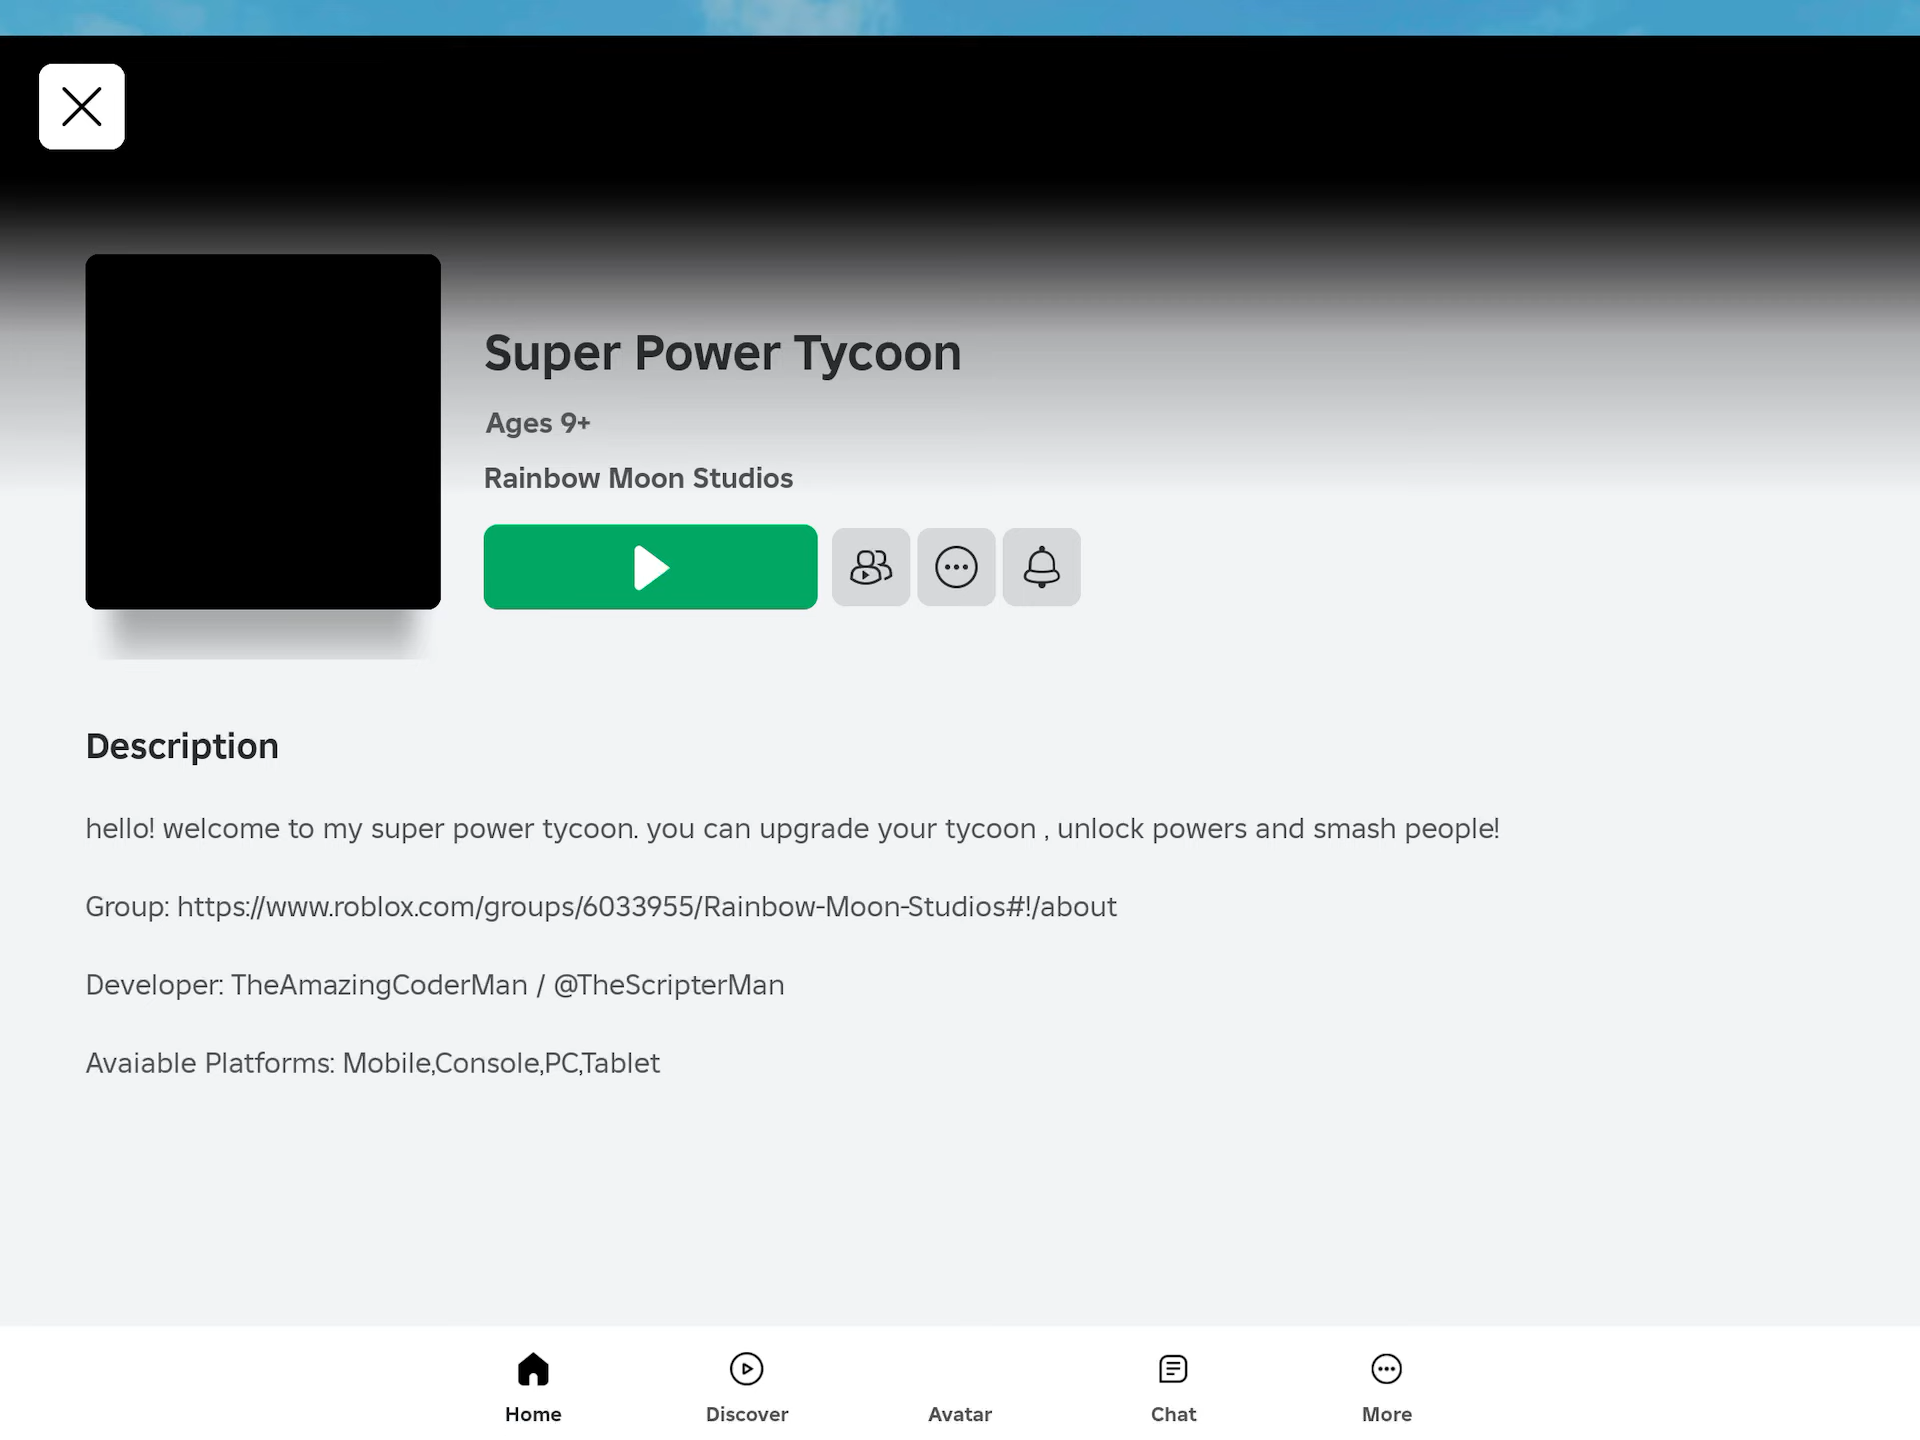 Super Power Tycoon
Ages 9+
Rainbow Moon Studios
Description
hello! welcome to my super power tycoon. you can upgrade your tycoon , unlock powers and smash people!
Group: https://www.roblox.com/groups/6033955/Rainbow-Moon-Studios#!/about
Developer: TheAmazingCoderMan / @TheScripterMan
Avaiable Platforms: Mobile,Console,PC,Tablet
Home Discover Avatar Chat More